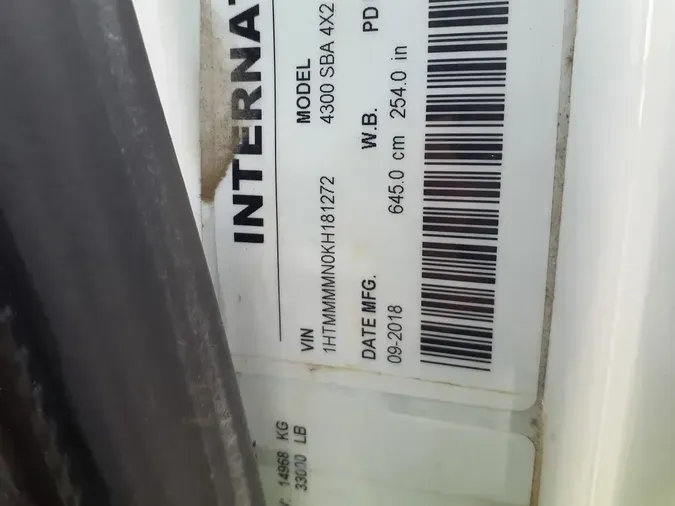 INTERNAT
MODEL
4300 SBA 4X2
VIN
1HTMMMMN0KH181272
W.B. PD
DATE MFG.
645.0 cm 254.0 in
09-2018
14968 KG
33000 LB